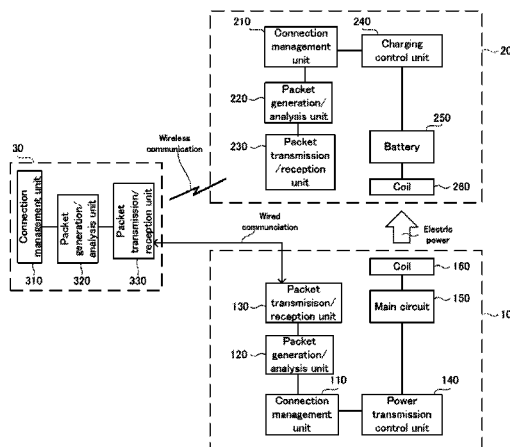 210
Connection
management
unit
240
Charging
control unit
20
220
Packet
generation/
analysis unit
230
Packet
transmission
/reception unit
250
Battery
Coil
260
Wireless
communication
30
Connection
management unit
310
Packet
generation/
analysis unit
320
Packet
transmission/
reception unit
330
Wired
communciation
Electric
power
Coil
160
130
Packet
transmisison/
reception unit
Main circuit
150
10
120
Packet
generation/
analysis unit
110
Connection
management
unit
140
Power
transmission
control unit